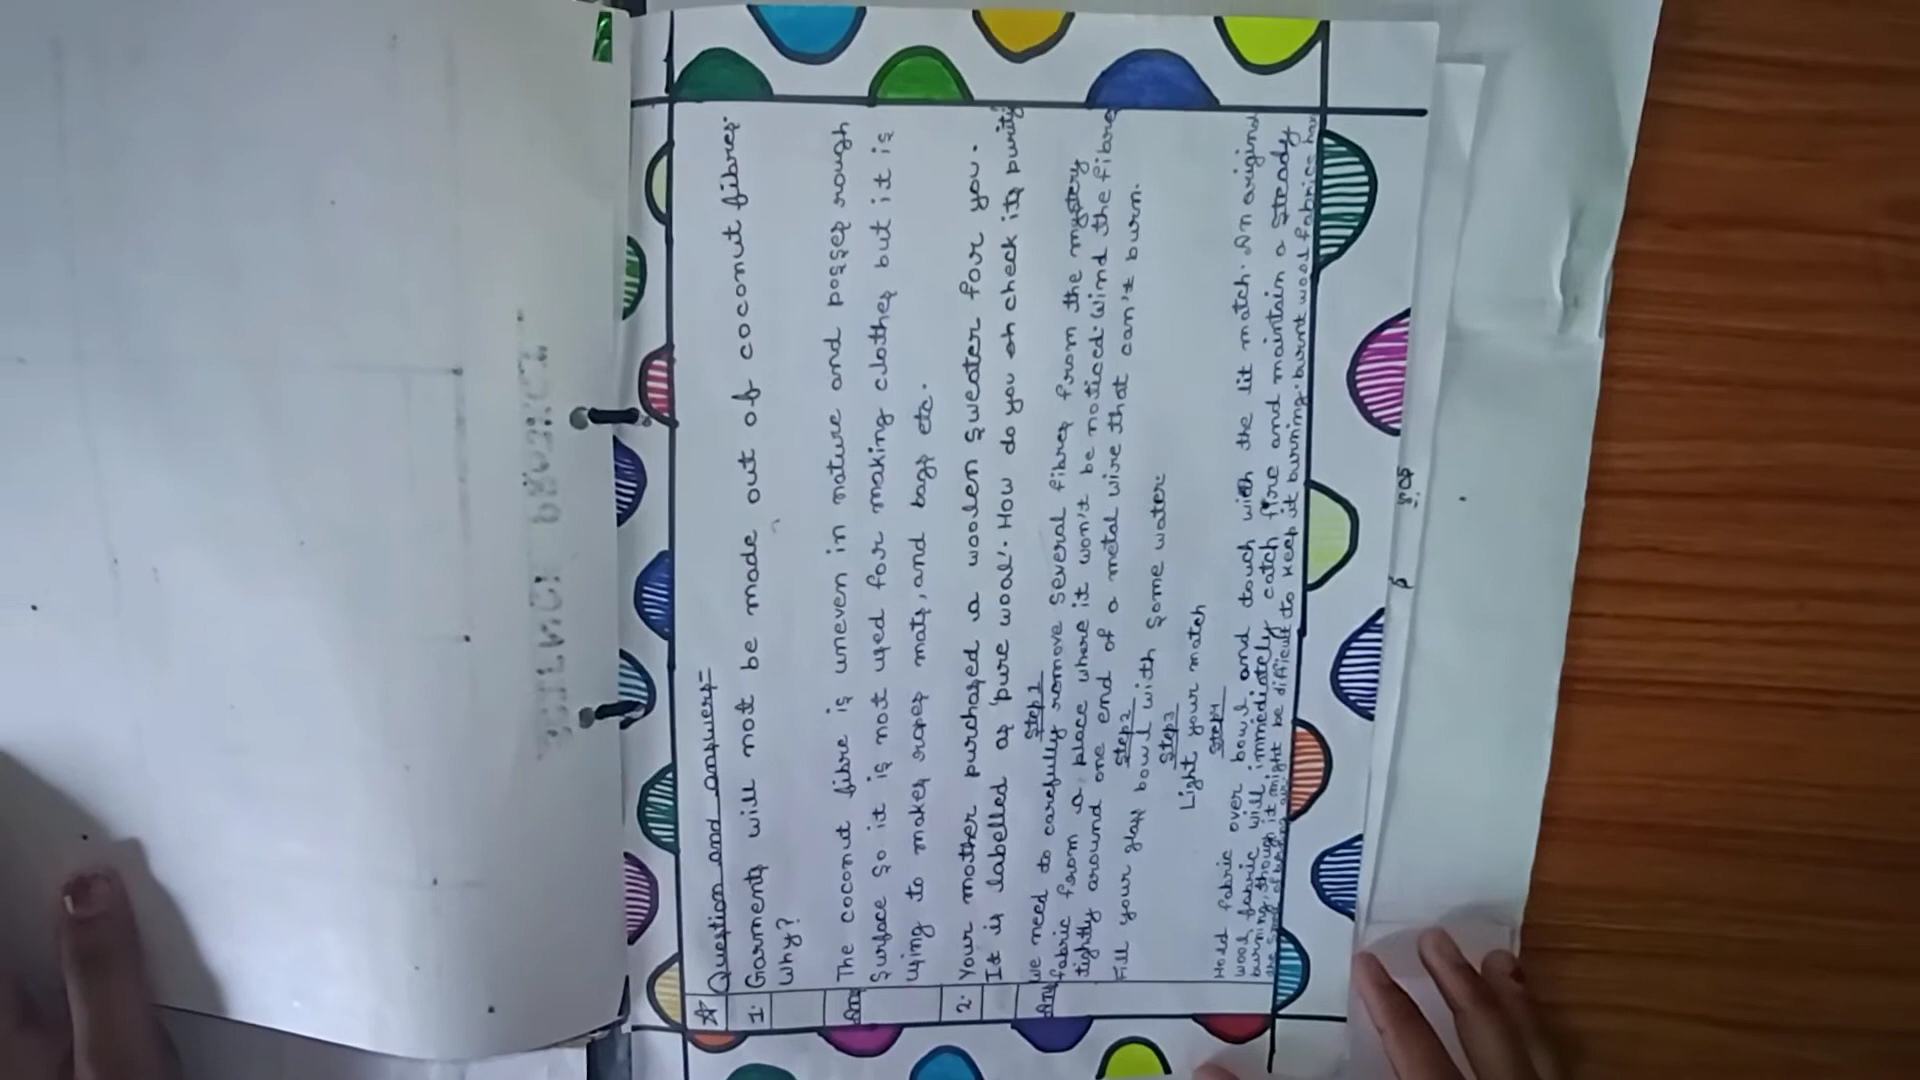 ☆ Question and answers-
1. Garments will not be made out of coconut fibres.
Why?
Ans The coconut fibre is uneven in nature and posses rough
Surface so it is not used for making clothes but it is
using to makes ropes mats, and bags etc.
2. Your mother purchased a woolen sweater for you.
It is labelled as 'pure wool'. How do you check its purity
Step 1
Ans We need to carefully remove several fibres from the mystery
fabric from a place where it won't be noticed. Wind the fibre
tightly around one end of a metal wire that can't burn.
Step 2
Fill your glass bowl with some water.
Step 3
Light your match
Step 4
Hold fabric over bowl and touch with the lit match. An original
wool fabric will immediately catch fire and maintain a steady
burning, though it might be difficult to keep it burning. burnt wool fabrics has
the smell of burning
SCIENCE PROJECT